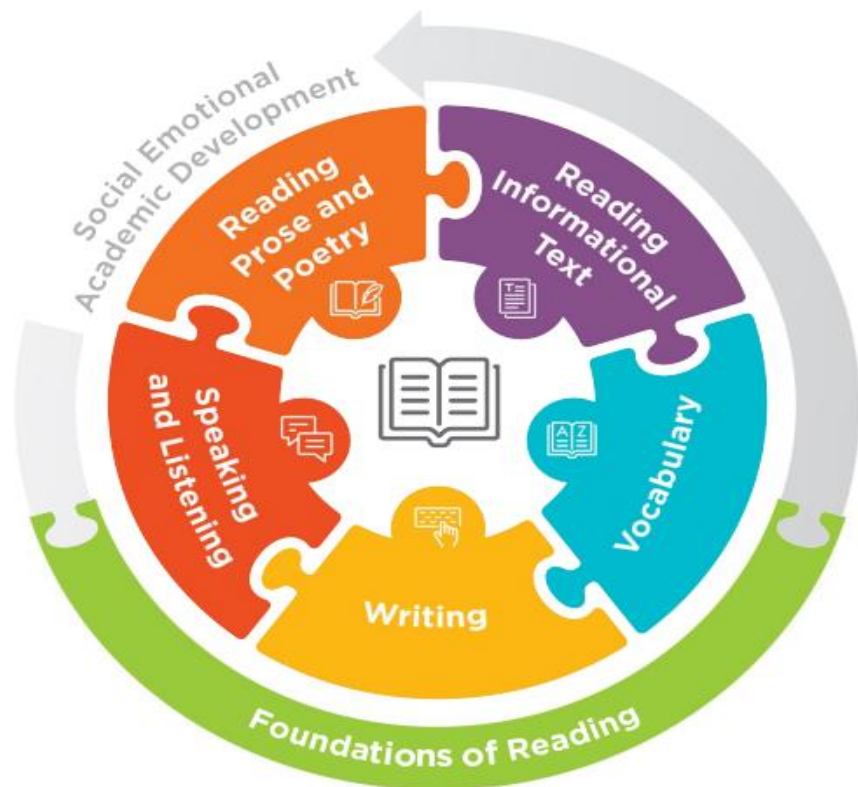 Social Emotional
Academic Development
Reading
Prose and
Poetry
Reading
Informational
Text
T
Speaking
and Listening
A Z
Vocabulary
Writing
Foundations of Reading